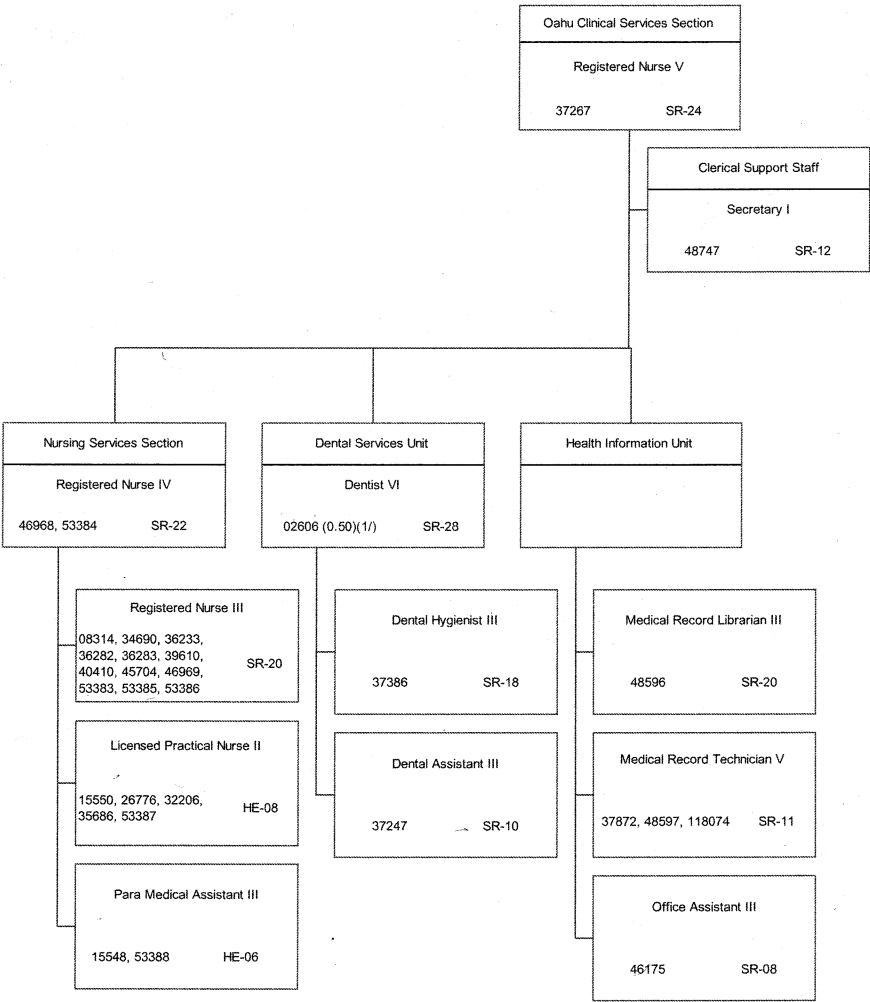 Oahu Clinical Services Section
Registered Nurse V
37267 SR-24
Clerical Support Staff
Secretary I
48747 SR-12
Nursing Services Section
Registered Nurse IV
46968, 53384 SR-22
Dental Services Unit
Dentist VI
02606 (0.50)(1/) SR-28
Health Information Unit
Registered Nurse III
08314, 34690, 36233,
36282, 36283, 39610,
40410, 45704, 46969,
53383, 53385, 53386
SR-20
Licensed Practical Nurse II
15550, 26776, 32206,
35686, 53387
HE-08
Para Medical Assistant III
15548, 53388 HE-06
Dental Hygienist III
37386 SR-18
Dental Assistant III
37247 SR-10
Medical Record Librarian III
48596 SR-20
Medical Record Technician V
37872, 48597, 118074 SR-11
Office Assistant III
46175 SR-08